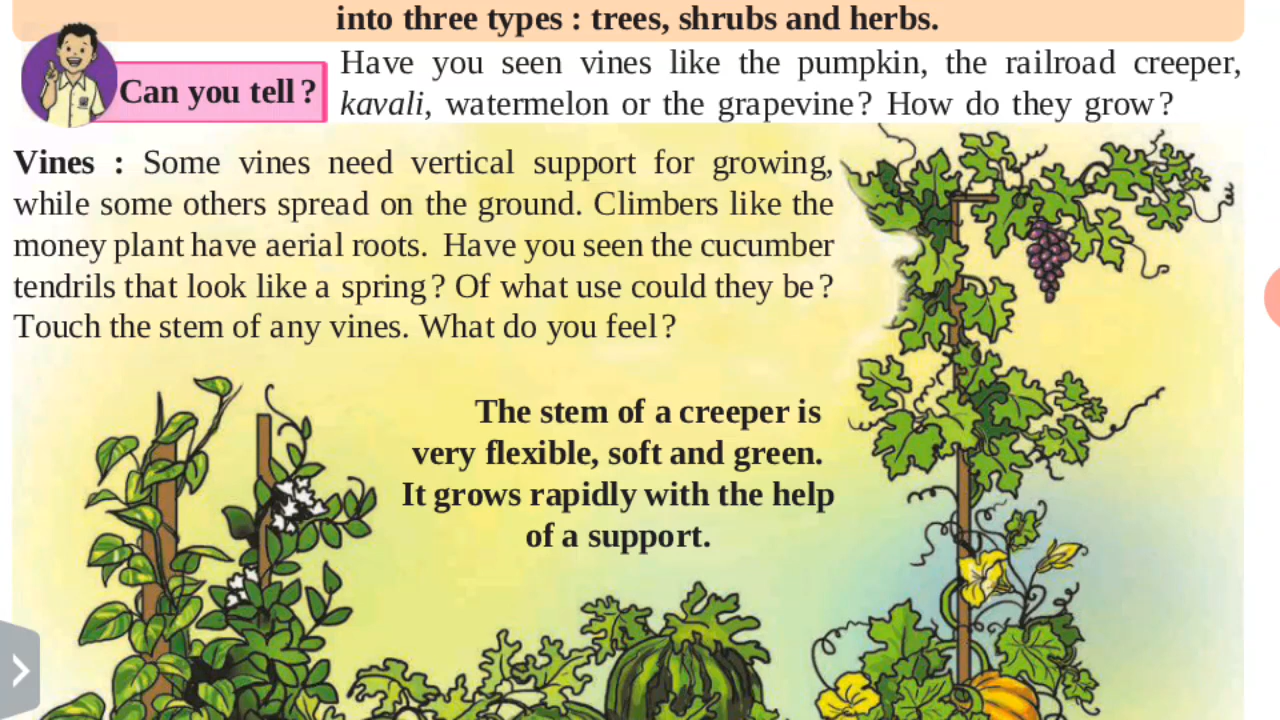 into three types : trees, shrubs and herbs.
Can you tell ?
Have you seen vines like the pumpkin, the railroad creeper,
kavali, watermelon or the grapevine? How do they grow?
Vines : Some vines need vertical support for growing,
while some others spread on the ground. Climbers like the
money plant have aerial roots. Have you seen the cucumber
tendrils that look like a spring? Of what use could they be?
Touch the stem of any vines. What do you feel?
The stem of a creeper is
very flexible, soft and green.
It grows rapidly with the help
of a support.